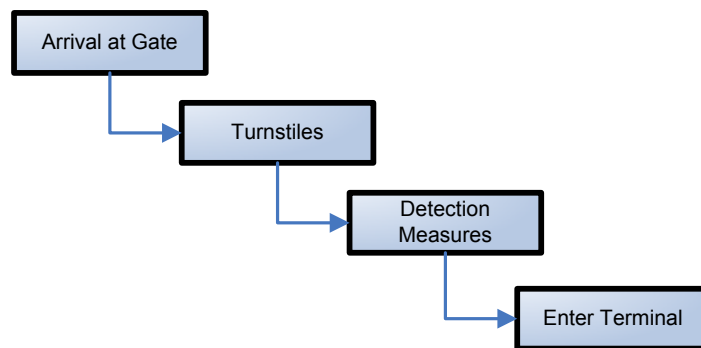 Arrival at Gate
Turnstiles
Detection
Measures
Enter Terminal